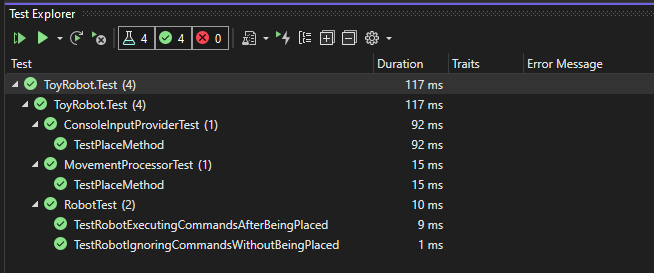 Test Explorer
4 4 0
Test Duration Traits Error Message
ToyRobot.Test (4) 117 ms
ToyRobot.Test (4) 117 ms
ConsoleInputProviderTest (1) 92 ms
TestPlaceMethod 92 ms
MovementProcessorTest (1) 15 ms
TestPlaceMethod 15 ms
RobotTest (2) 10 ms
TestRobotExecutingCommandsAfterBeingPlaced 9 ms
TestRobotIgnoringCommandsWithoutBeingPlaced 1 ms